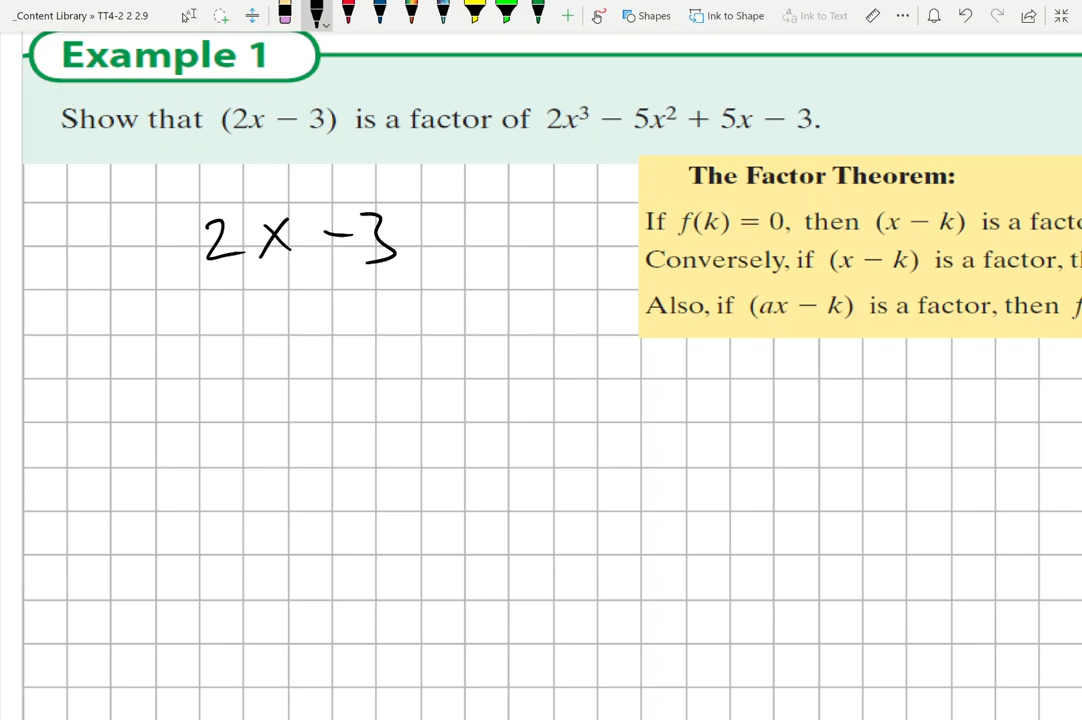 _Content Library » TT4-2 2 2.9
Shapes
Ink to Shape
Ink to Text
Example 1
Show that (2x − 3) is a factor of 2x³ − 5x² + 5x − 3.
2x −3
The Factor Theorem:
If f(k) = 0, then (x − k) is a
Conversely, if (x − k) is a factor,
Also, if (ax − k) is a factor, then